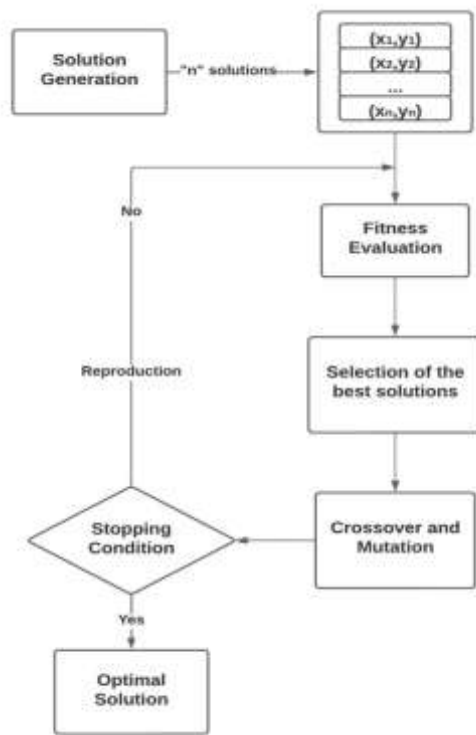 Solution
Generation
"n" solutions
(x₁,y₁)
(x₂,y₂)
...
(xₙ,yₙ)
No
Fitness
Evaluation
Reproduction
Selection of the
best solutions
Stopping
Condition
Crossover and
Mutation
Yes
Optimal
Solution